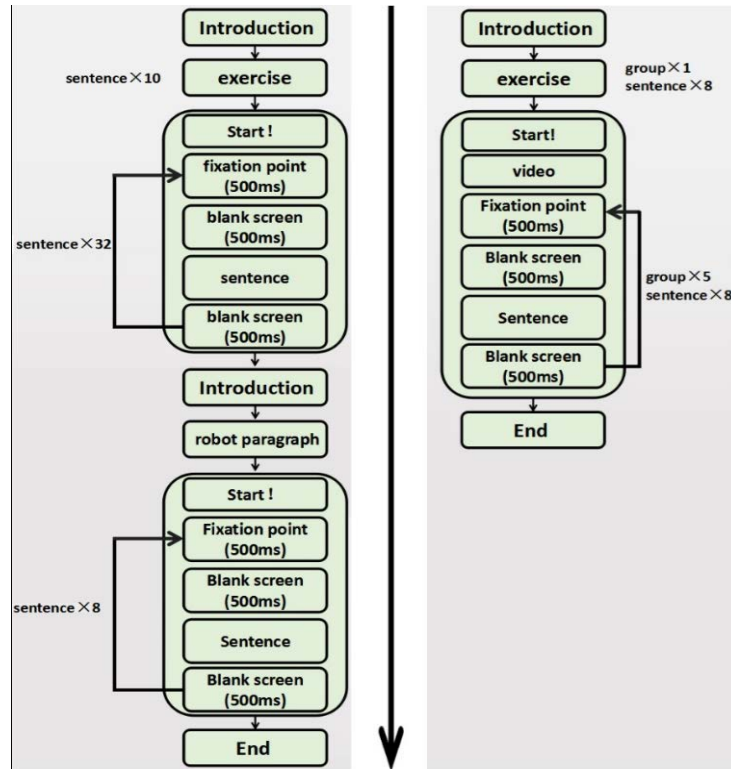 Introduction
sentence×10
exercise
Start！
fixation point
(500ms)
blank screen
(500ms)
sentence×32
sentence
blank screen
(500ms)
Introduction
robot paragraph
Start！
Fixation point
(500ms)
Blank screen
(500ms)
sentence×8
Sentence
Blank screen
(500ms)
End
Introduction
exercise
group×1
sentence×8
Start!
video
Fixation point
(500ms)
Blank screen
(500ms)
group×5
sentence×8
Sentence
Blank screen
(500ms)
End